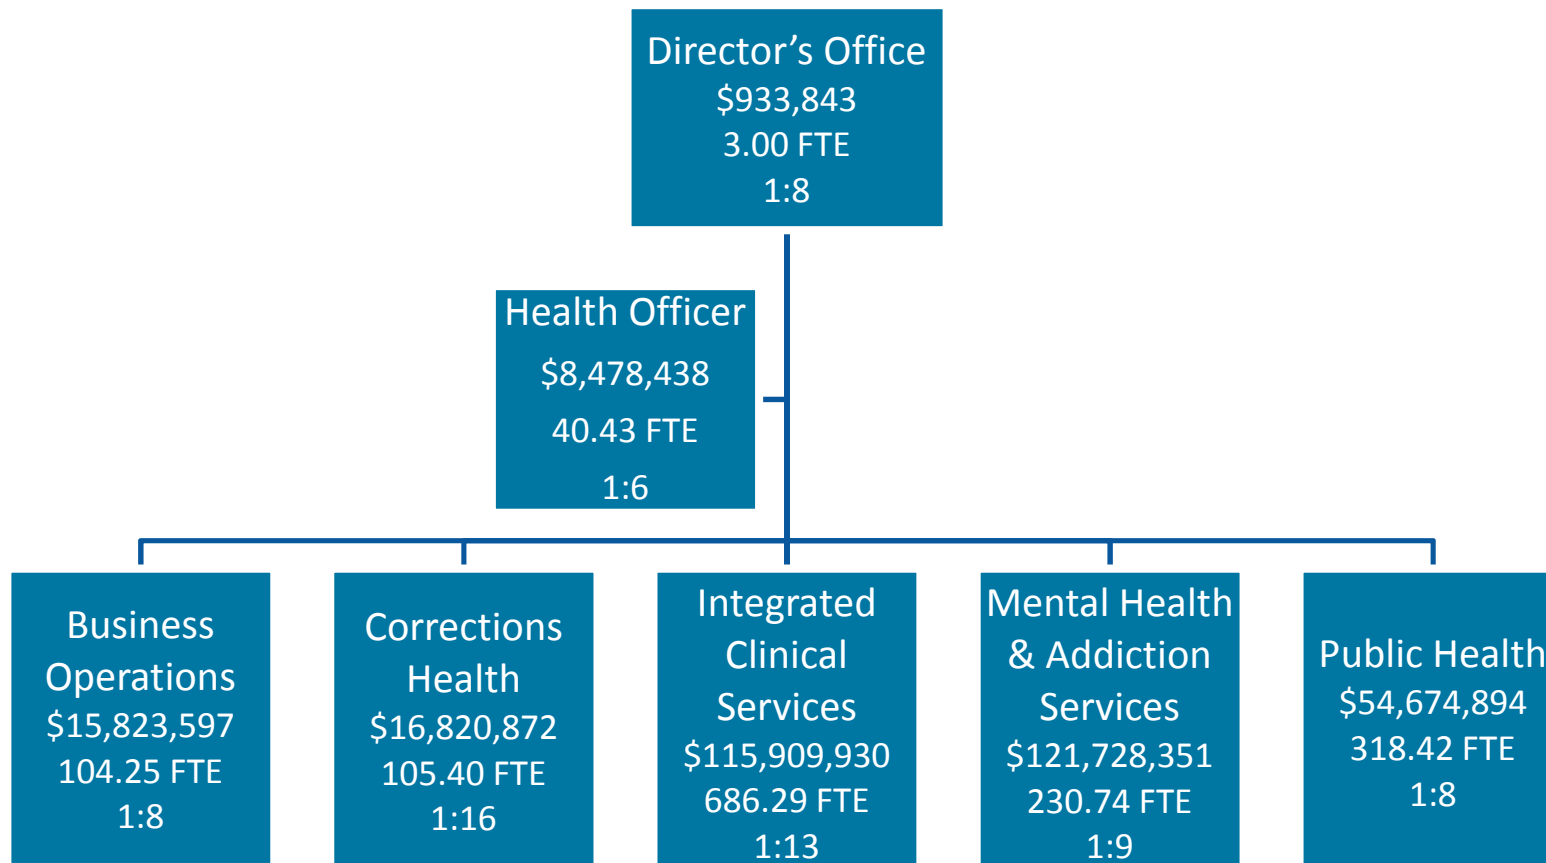 Director’s Office
$933,843
3.00 FTE
1:8
Health Officer
$8,478,438
40.43 FTE
1:6
Business
Operations
$15,823,597
104.25 FTE
1:8
Corrections
Health
$16,820,872
105.40 FTE
1:16
Integrated
Clinical
Services
$115,909,930
686.29 FTE
1:13
Mental Health
& Addiction
Services
$121,728,351
230.74 FTE
1:9
Public Health
$54,674,894
318.42 FTE
1:8